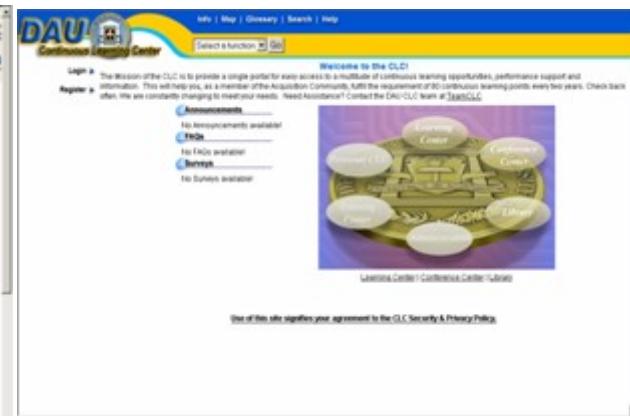 Info | Map | Glossary | Search | Help
DAU
Continuous Learning Center
Select a function Go
Login
Register
Welcome to the CLC!
The Mission of the CLC is to provide a single portal for easy access to a multitude of continuous learning opportunities, performance support and
information. This will help you, as a member of the Acquisition Community, fulfill the requirement of 80 continuous learning points every two years. Check back
often. We are constantly changing to meet your needs. Need Assistance? Contact the DAU CLC team at TeamCLC
Announcements
No Announcements available!
FAQs
No FAQs available!
Surveys
No Surveys available!
Learning
Center
Conference
Center
Library
Center
Learning Center | Conference Center | Library
Use of this site signifies your agreement to the CLC Security & Privacy Policy.